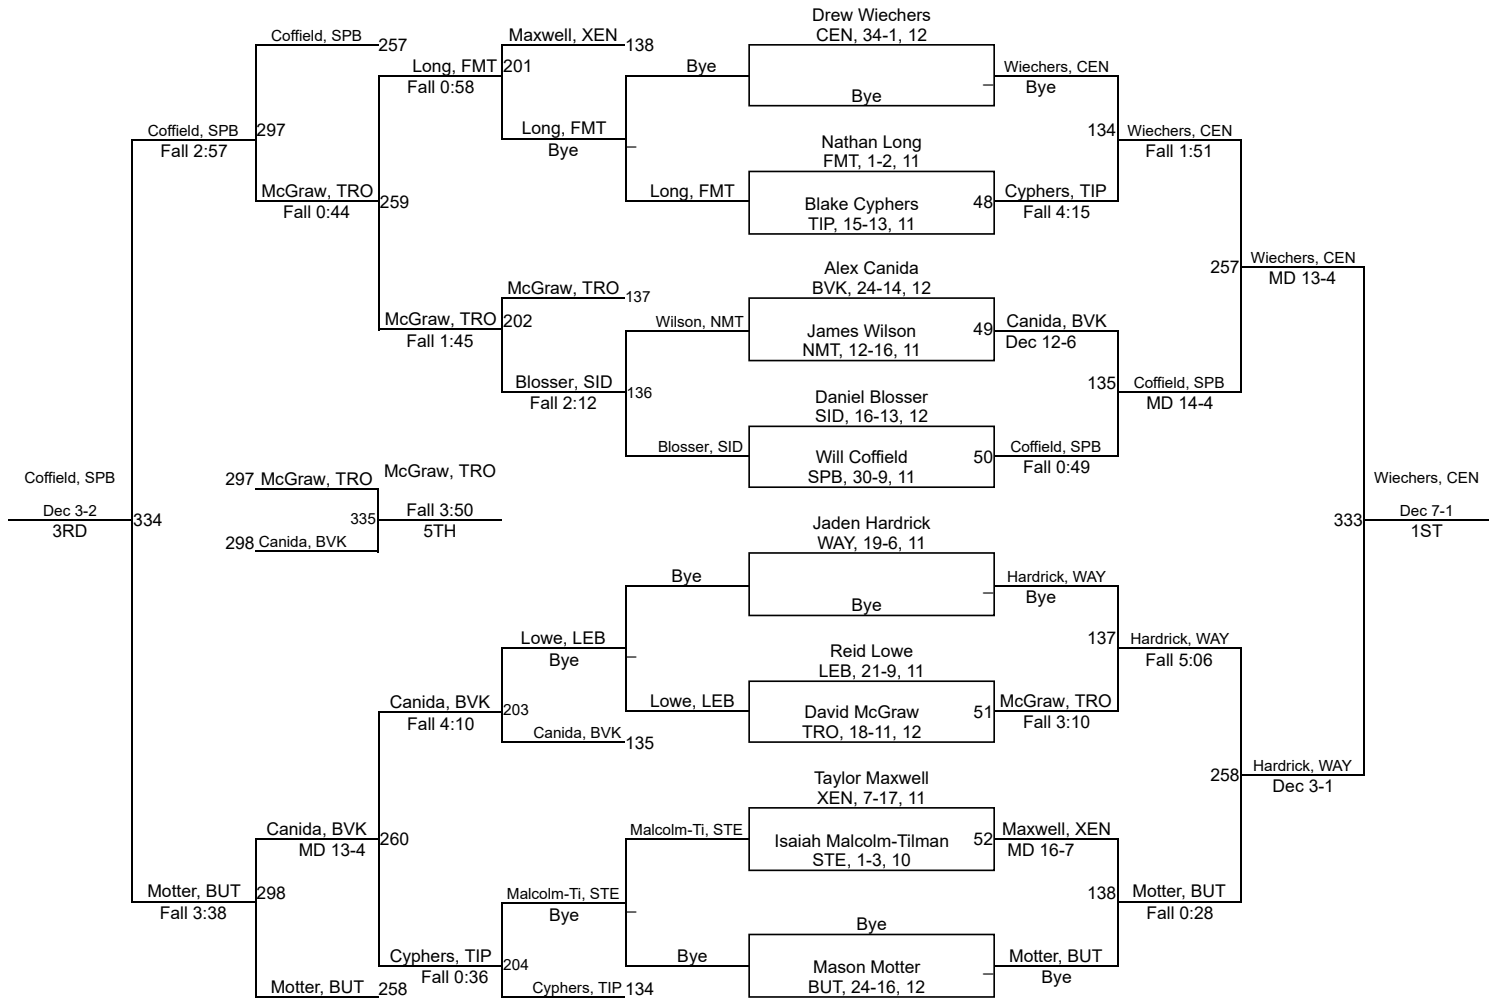 Drew Wiechers
CEN, 34-1, 12
Coffield, SPB
257
Maxwell, XEN
138
Long, FMT
201
Fall 0:58
Bye
Wiechers, CEN
Bye
Bye
Coffield, SPB
297
Fall 2:57
Long, FMT
Bye
Nathan Long
FMT, 1-2, 11
134
Wiechers, CEN
Fall 1:51
McGraw, TRO
259
Fall 0:44
Long, FMT
Blake Cyphers
48
TIP, 15-13, 11
Cyphers, TIP
Fall 4:15
Alex Canida
BVK, 24-14, 12
257
Wiechers, CEN
MD 13-4
McGraw, TRO
137
McGraw, TRO
202
Fall 1:45
Wilson, NMT
James Wilson
49
NMT, 12-16, 11
Canida, BVK
Dec 12-6
Blosser, SID
136
Fall 2:12
135
Coffield, SPB
MD 14-4
Daniel Blosser
SID, 16-13, 12
Blosser, SID
Will Coffield
50
SPB, 30-9, 11
Coffield, SPB
Fall 0:49
Coffield, SPB
Dec 3-2
334
3RD
297
McGraw, TRO
McGraw, TRO
335
Fall 3:50
5TH
298
Canida, BVK
Wiechers, CEN
333
Dec 7-1
1ST
Jaden Hardrick
WAY, 19-6, 11
Bye
Bye
Hardrick, WAY
Bye
Lowe, LEB
Bye
Reid Lowe
LEB, 21-9, 11
137
Hardrick, WAY
Fall 5:06
Canida, BVK
203
Fall 4:10
Lowe, LEB
David McGraw
51
TRO, 18-11, 12
McGraw, TRO
Fall 3:10
Canida, BVK
135
Taylor Maxwell
XEN, 7-17, 11
258
Hardrick, WAY
Dec 3-1
Canida, BVK
260
MD 13-4
Malcolm-Ti, STE
Isaiah Malcolm-Tilman
52
STE, 1-3, 10
Maxwell, XEN
MD 16-7
Motter, BUT
298
Fall 3:38
Malcolm-Ti, STE
Bye
Bye
138
Motter, BUT
Fall 0:28
Cyphers, TIP
204
Fall 0:36
Bye
Mason Motter
BUT, 24-16, 12
Motter, BUT
Bye
Motter, BUT
258
Cyphers, TIP
134